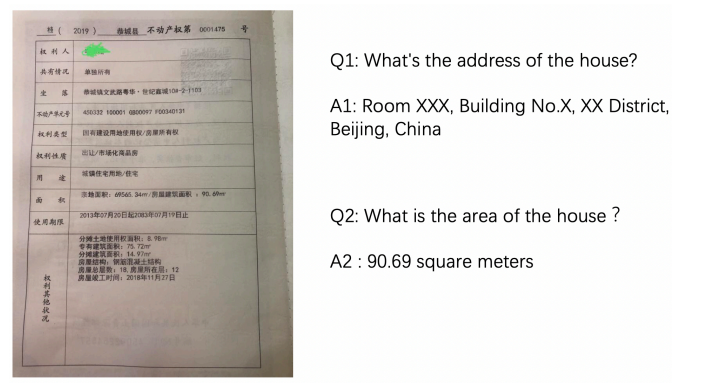 桂( 2019 ) 恭城县 不动产权第 0001475 号
权利人
共有情况 单独所有
坐 落 恭城镇文武路粤华·世纪鑫城10#-2-1103
不动产单元号 450332 100001 GB00097 F00340131
权利类型 国有建设用地使用权/房屋所有权
权利性质 出让/市场化商品房
用 途 城镇住宅用地/住宅
面 积 宗地面积:69565.34㎡/房屋建筑面积:90.69㎡
使用期限 2013年07月20日起2083年07月19日止
权利其他状况
分摊土地使用权面积:8.98㎡
专有建筑面积:75.72㎡
分摊建筑面积:14.97㎡
房屋结构:钢筋混凝土结构
房屋总层数:18,房屋所在层:12
房屋竣工时间:2018年11月27日
Q1: What's the address of the house?
A1: Room XXX, Building No.X, XX District,
Beijing, China
Q2: What is the area of the house？
A2 : 90.69 square meters